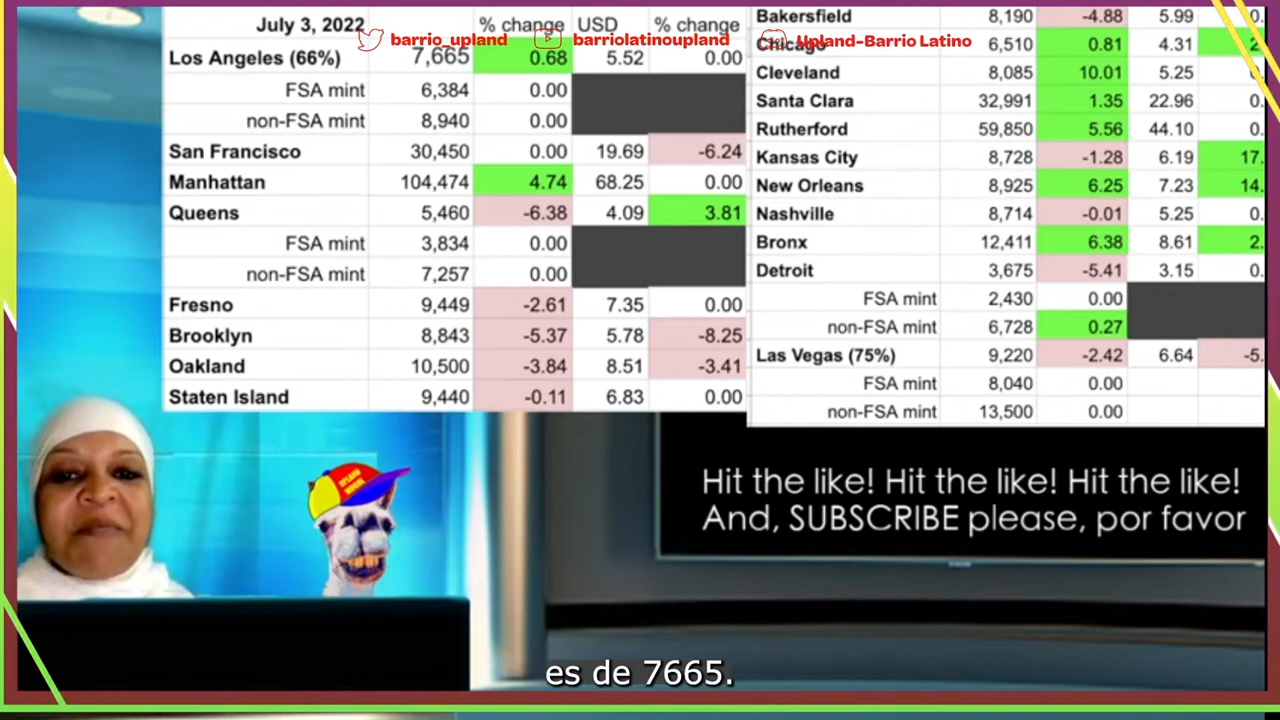 July 3, 2022 % change USD % change
barrio_upland barriolatinoupland Upland-Barrio Latino
Los Angeles (66%) 7,665 0.68 5.52 0.00
FSA mint 6,384 0.00
non-FSA mint 8,940 0.00
San Francisco 30,450 0.00 19.69 -6.24
Manhattan 104,474 4.74 68.25 0.00
Queens 5,460 -6.38 4.09 3.81
FSA mint 3,834 0.00
non-FSA mint 7,257 0.00
Fresno 9,449 -2.61 7.35 0.00
Brooklyn 8,843 -5.37 5.78 -8.25
Oakland 10,500 -3.84 8.51 -3.41
Staten Island 9,440 -0.11 6.83 0.00
Bakersfield 8,190 -4.88 5.99 0.
Chicago 6,510 0.81 4.31 2.
Cleveland 8,085 10.01 5.25 0.
Santa Clara 32,991 1.35 22.96 0.
Rutherford 59,850 5.56 44.10 0.
Kansas City 8,728 -1.28 6.19 17.
New Orleans 8,925 6.25 7.23 14.
Nashville 8,714 -0.01 5.25 0.
Bronx 12,411 6.38 8.61 2.
Detroit 3,675 -5.41 3.15 0.
FSA mint 2,430 0.00
non-FSA mint 6,728 0.27
Las Vegas (75%) 9,220 -2.42 6.64 -5.
FSA mint 8,040 0.00
non-FSA mint 13,500 0.00
Hit the like! Hit the like! Hit the like!
And, SUBSCRIBE please, por favor
es de 7665.